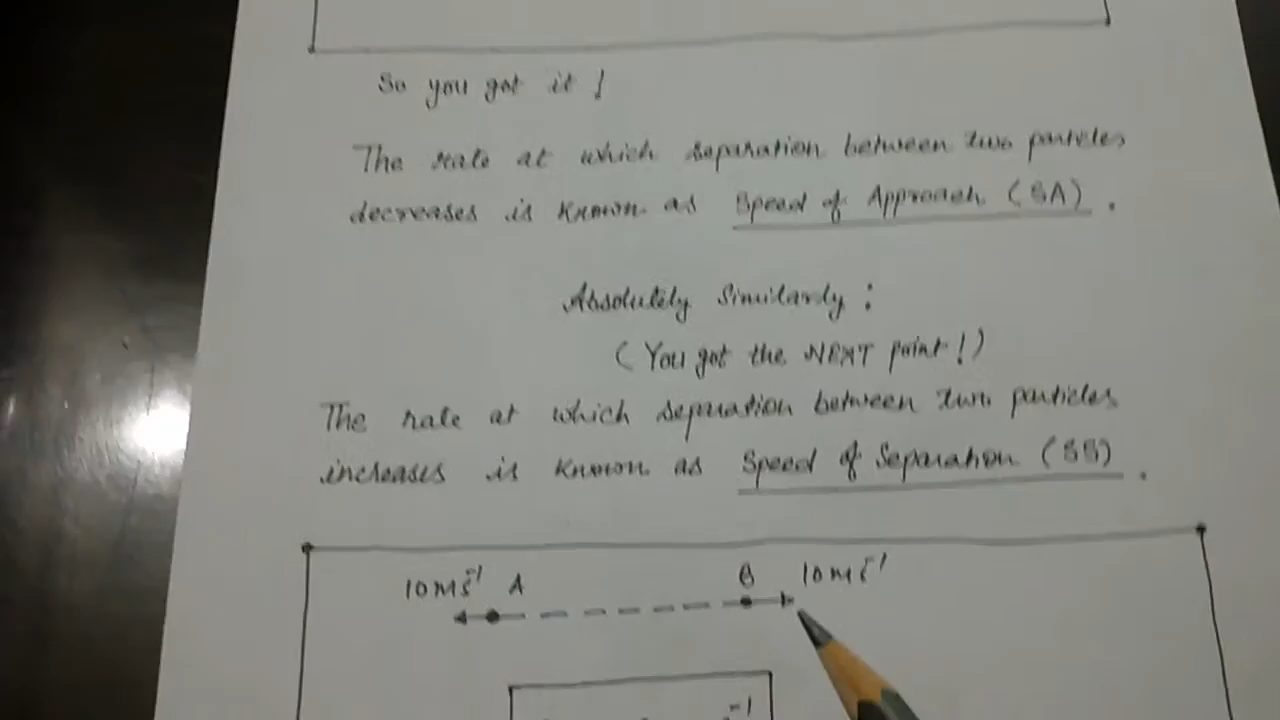 So you got it !
The rate at which separation between two particles
decreases is known as Speed of Approach (SA) .
Absolutely Similarly :
(You got the NEXT point !)
The rate at which separation between two particles
increases is known as Speed of Separation (SS) .
10ms⁻¹ A B 10ms⁻¹
⁻¹